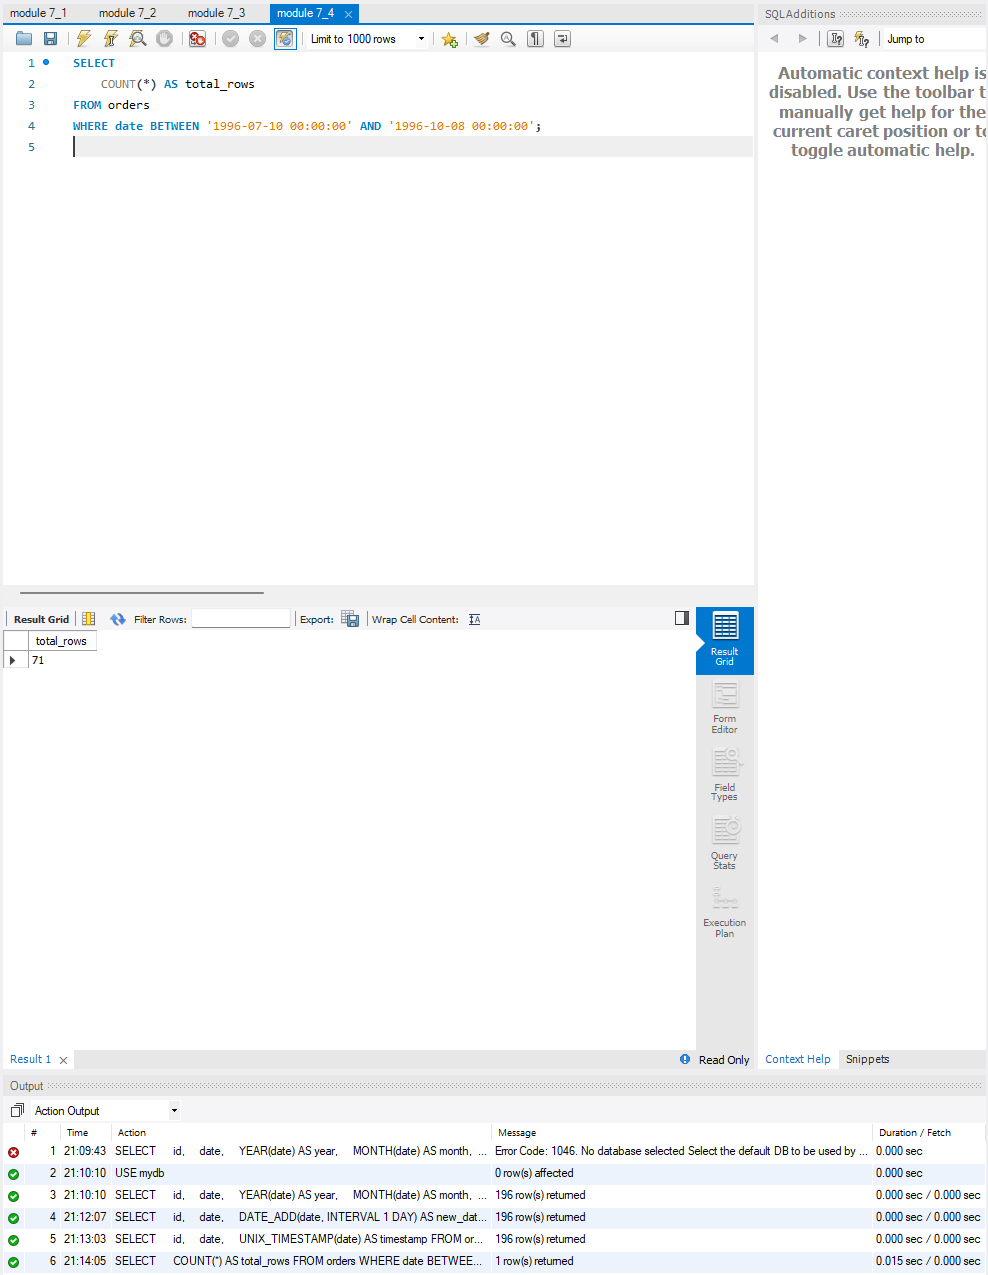 module 7_1 module 7_2 module 7_3 module 7_4
SQLAdditions
Limit to 1000 rows
Jump to
1 SELECT
2 COUNT(*) AS total_rows
3 FROM orders
4 WHERE date BETWEEN '1996-07-10 00:00:00' AND '1996-10-08 00:00:00';
5
Automatic context help is
disabled. Use the toolbar t
manually get help for the
current caret position or to
toggle automatic help.
Result Grid Filter Rows: Export: Wrap Cell Content:
total_rows
71
Result
Grid
Form
Editor
Field
Types
Query
Stats
Execution
Plan
Result 1 Read Only
Context Help Snippets
Output
Action Output
# Time Action Message Duration / Fetch
1 21:09:43 SELECT id, date, YEAR(date) AS year, MONTH(date) AS month, ... Error Code: 1046. No database selected Select the default DB to be used by ... 0.000 sec
2 21:10:10 USE mydb 0 row(s) affected 0.000 sec
3 21:10:10 SELECT id, date, YEAR(date) AS year, MONTH(date) AS month, ... 196 row(s) returned 0.000 sec / 0.000 sec
4 21:12:07 SELECT id, date, DATE_ADD(date, INTERVAL 1 DAY) AS new_dat... 196 row(s) returned 0.000 sec / 0.000 sec
5 21:13:03 SELECT id, date, UNIX_TIMESTAMP(date) AS timestamp FROM or... 196 row(s) returned 0.000 sec / 0.000 sec
6 21:14:05 SELECT COUNT(*) AS total_rows FROM orders WHERE date BETWEE... 1 row(s) returned 0.015 sec / 0.000 sec